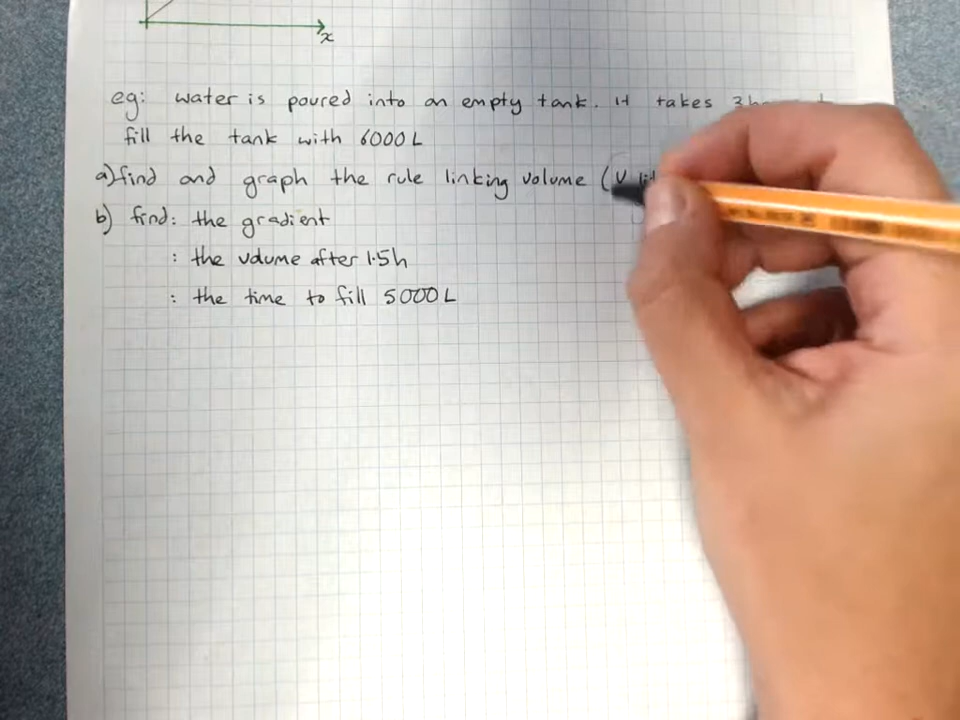 x
eg: water is poured into an empty tank. It takes 3
fill the tank with 6000L
a) find and graph the rule linking volume (V
b) find: the gradient
: the volume after 1.5h
: the time to fill 5000L